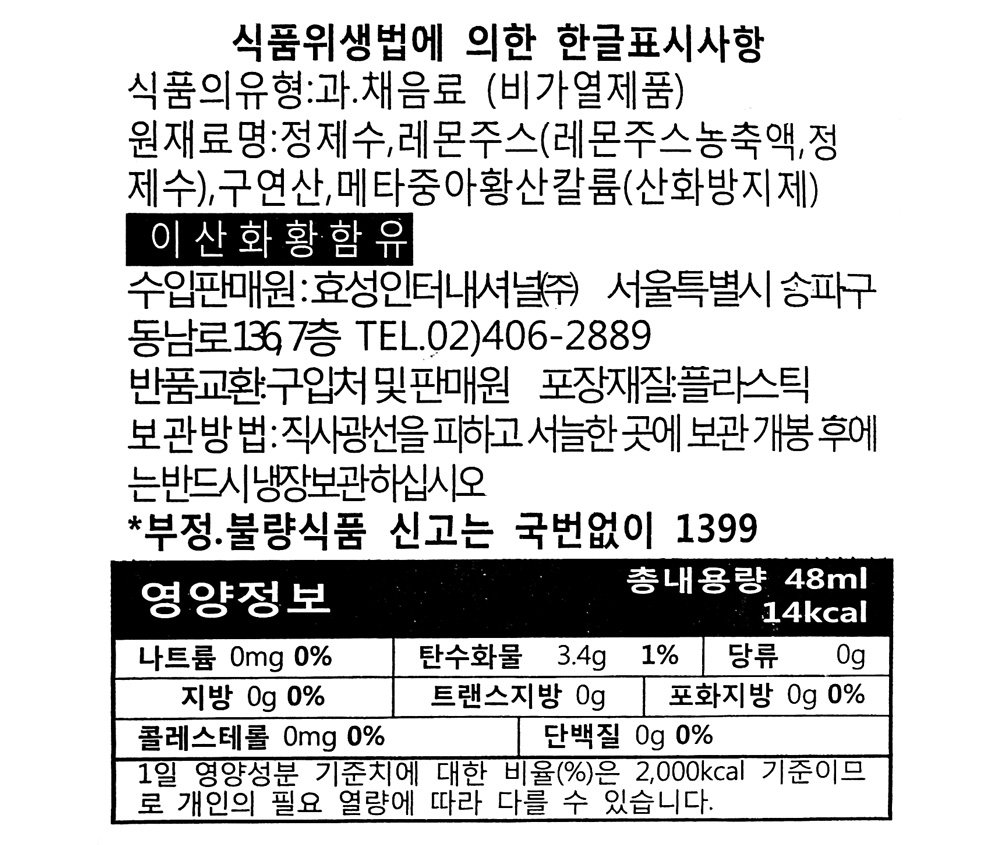 식품위생법에 의한 한글표시사항
식품의유형:과.채음료 (비가열제품)
원재료명:정제수,레몬주스(레몬주스농축액,정
제수),구연산,메타중아황산칼륨(산화방지제)
이산화황함유
수입판매원:효성인터내셔널㈜ 서울특별시 송파구
동남로136,7층 TEL.02)406-2889
반품교환:구입처 및 판매원 포장재질:플라스틱
보관방법:직사광선을 피하고 서늘한 곳에 보관 개봉 후에
는반드시 냉장보관하십시오
*부정.불량식품 신고는 국번없이 1399
영양정보 총내용량 48ml
14kcal
나트륨 0mg 0% 탄수화물 3.4g 1% 당류 0g
지방 0g 0% 트랜스지방 0g 포화지방 0g 0%
콜레스테롤 0mg 0% 단백질 0g 0%
1일 영양성분 기준치에 대한 비율(%)은 2,000kcal 기준이므
로 개인의 필요 열량에 따라 다를 수 있습니다.